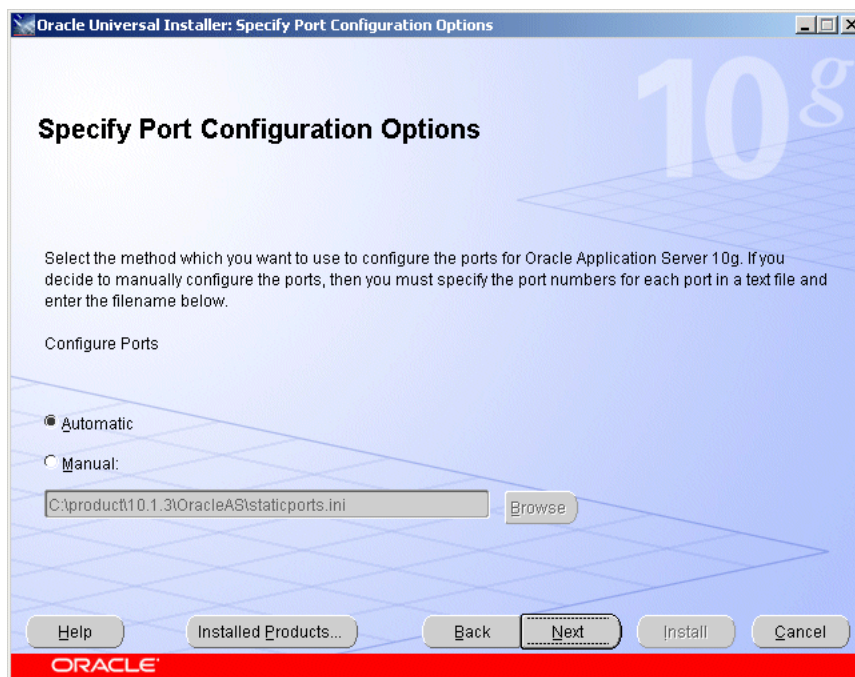 Oracle Universal Installer: Specify Port Configuration Options
10g
Specify Port Configuration Options
Select the method which you want to use to configure the ports for Oracle Application Server 10g. If you
decide to manually configure the ports, then you must specify the port numbers for each port in a text file and
enter the filename below.
Configure Ports
Automatic
Manual:
C:\product\10.1.3\OracleAS\staticports.ini
Browse
Help
Installed Products...
Back
Next
Install
Cancel
ORACLE